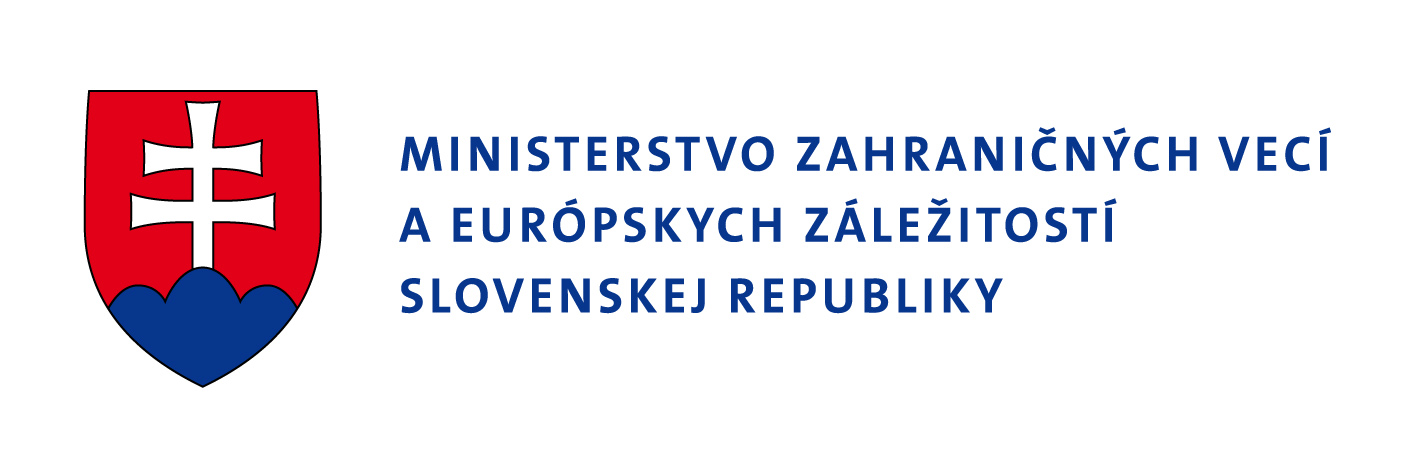 MINISTERSTVO ZAHRANIČNÝCH VECÍ
A EURÓPSKYCH ZÁLEŽITOSTÍ
SLOVENSKEJ REPUBLIKY